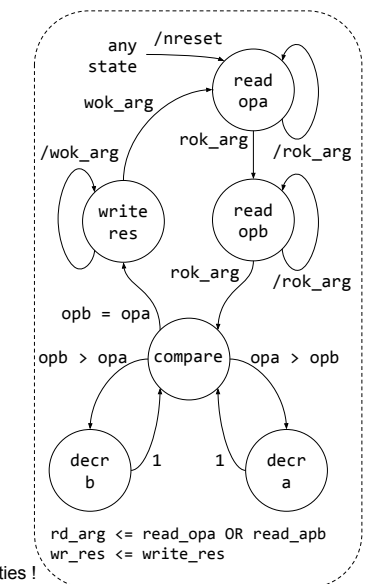 any
state
/nreset
read
opa
wok_arg
rok_arg
/rok_arg
/wok_arg
write
res
read
opb
rok_arg
/rok_arg
opb = opa
opb > opa
compare
opa > opb
decr
b
1
1
decr
a
rd_arg <= read_opa OR read_apb
wr_res <= write_res
ties !